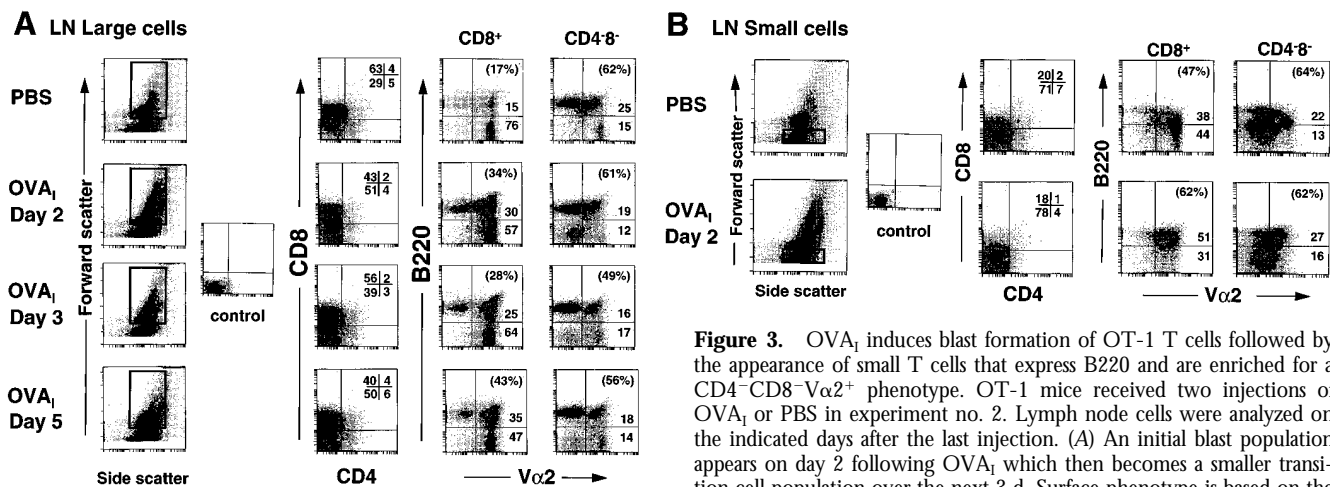 A LN Large cells
CD8+ CD4-8-
PBS
63 4
29 5
(17%)
15
76
(62%)
25
15
OVAI
Day 2
43 2
51 4
(34%)
30
57
(61%)
19
12
OVAI
Day 3
56 2
39 3
(28%)
25
64
(49%)
16
17
OVAI
Day 5
40 4
50 6
(43%)
35
47
(56%)
18
14
Forward scatter
control
CD8
B220
Side scatter
CD4
Vα2
B LN Small cells
CD8+ CD4-8-
PBS
20 2
71 7
(47%)
38
44
(64%)
22
13
OVAI
Day 2
18 1
78 4
(62%)
51
31
(62%)
27
16
Forward scatter
control
CD8
B220
Side scatter
CD4
Vα2
Figure 3. OVAI induces blast formation of OT-1 T cells followed by
the appearance of small T cells that express B220 and are enriched for a
CD4−CD8−Vα2+ phenotype. OT-1 mice received two injections of
OVAI or PBS in experiment no. 2. Lymph node cells were analyzed on
the indicated days after the last injection. (A) An initial blast population
appears on day 2 following OVAI which then becomes a smaller transi-
tion cell population over the next 3 d. Surface phenotype is based on the